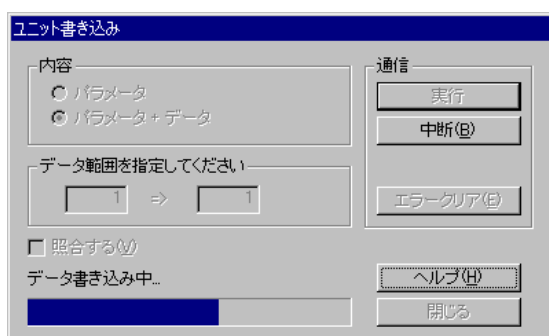 ユニット書き込み
内容
パラメータ
パラメータ + データ
データ範囲を指定してください
1 => 1
照合する(V)
データ書き込み中...
通信
実行
中断(B)
エラークリア(E)
ヘルプ(H)
閉じる